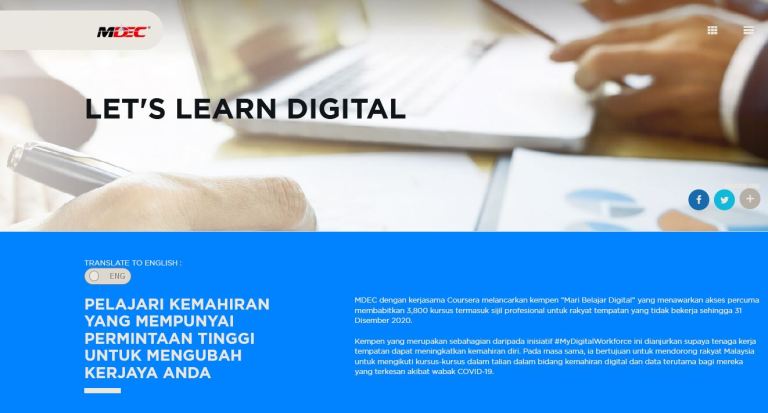 MDEC
LET'S LEARN DIGITAL
TRANSLATE TO ENGLISH :
ENG
PELAJARI KEMAHIRAN
YANG MEMPUNYAI
PERMINTAAN TINGGI
UNTUK MENGUBAH
KERJAYA ANDA
MDEC dengan kerjasama Coursera melancarkan kempen "Mari Belajar Digital" yang menawarkan akses percuma
membabitkan 3,800 kursus termasuk sijil profesional untuk rakyat tempatan yang tidak bekerja sehingga 31
Disember 2020.
Kempen yang merupakan sebahagian daripada inisiatif #MyDigitalWorkforce ini dianjurkan supaya tenaga kerja
tempatan dapat meningkatkan kemahiran diri. Pada masa sama, ia bertujuan untuk mendorong rakyat Malaysia
untuk mengikuti kursus-kursus dalam talian dalam bidang kemahiran digital dan data terutama bagi mereka
yang terkesan akibat wabak COVID-19.